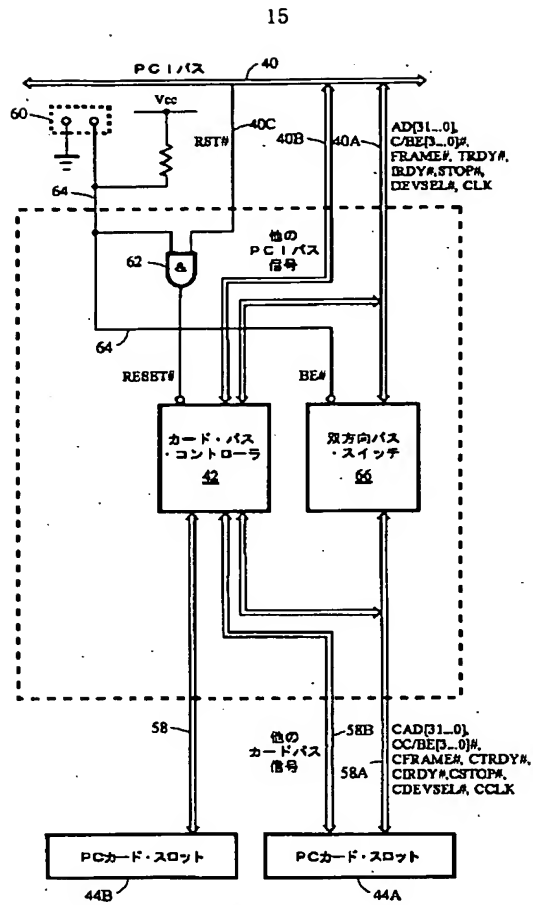 15
PCIバス
40
60
Vcc
RST#
40C
40B
40A
AD[31...0],
C/BE[3...0]#,
FRAME#, TRDY#,
IRDY#,STOP#,
DEVSEL#, CLK
64
62
&
他の
PCIバス
信号
64
RESET#
BE#
カード・バス
・コントローラ
42
双方向バス・
スイッチ
66
58
他の
カードバス
信号
58B
58A
CAD[31...0],
CC/BE[3...0]#,
CFRAME#, CTRDY#,
CIRDY#,CSTOP#,
CDEVSEL#, CCLK
PCカード・スロット
44B
PCカード・スロット
44A